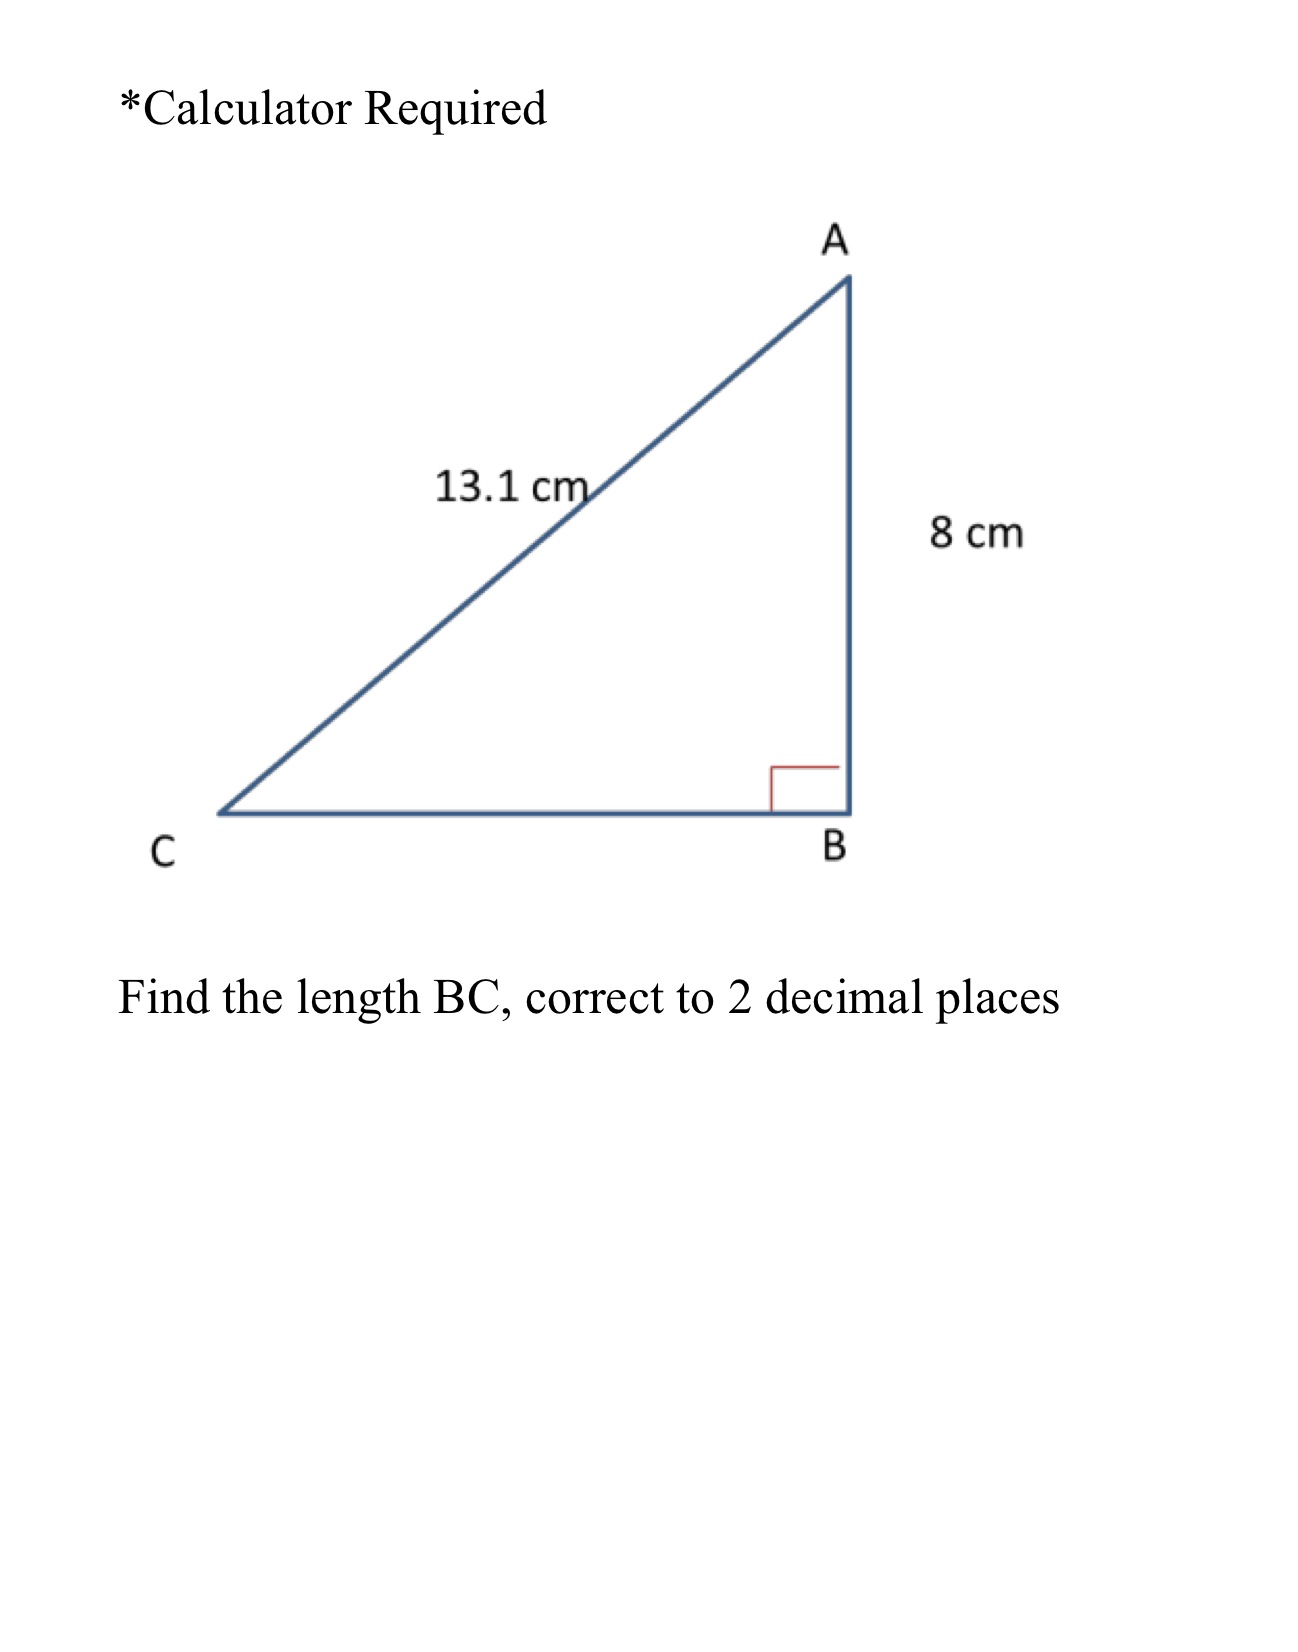 *Calculator Required
A
13.1 cm
8 cm
C
B
Find the length BC, correct to 2 decimal places